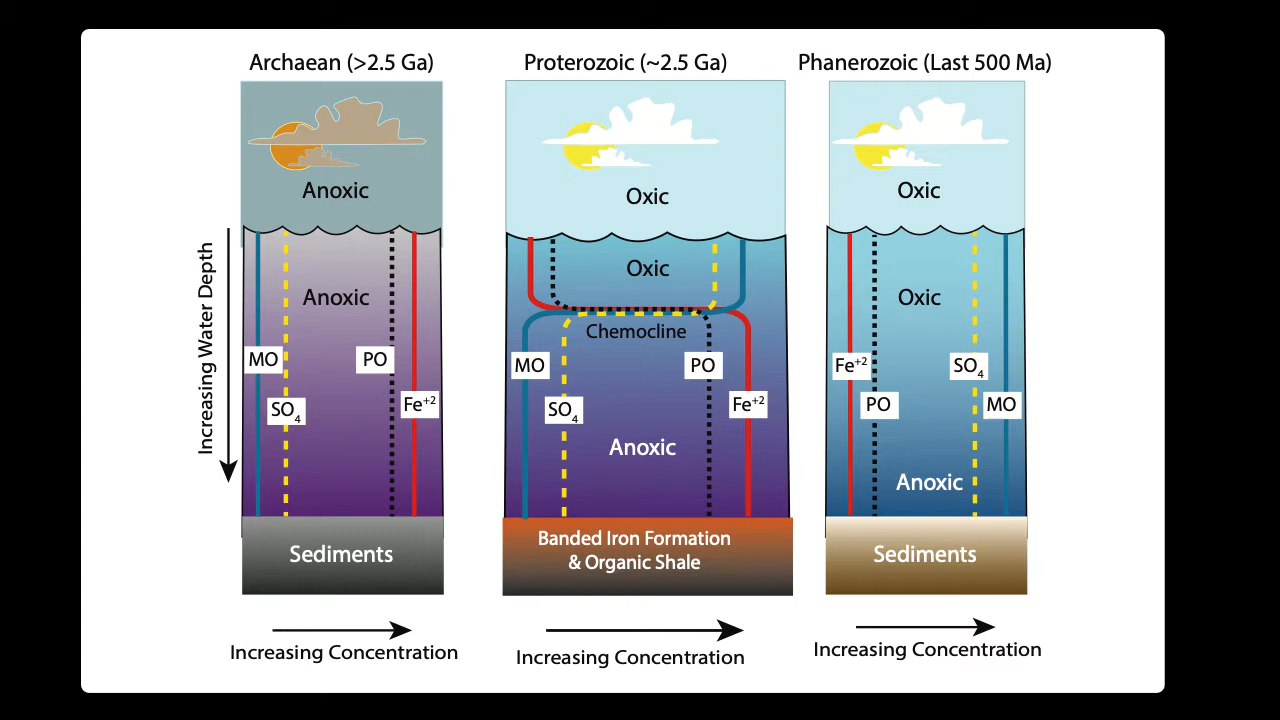 Archaean (>2.5 Ga)
Anoxic
Increasing Water Depth
Anoxic
MO
PO
SO4
Fe+2
Sediments
Increasing Concentration
Proterozoic (~2.5 Ga)
Oxic
Oxic
Chemocline
MO
PO
SO4
Fe+2
Anoxic
Banded Iron Formation
& Organic Shale
Increasing Concentration
Phanerozoic (Last 500 Ma)
Oxic
Oxic
Fe+2
SO4
PO
MO
Anoxic
Sediments
Increasing Concentration